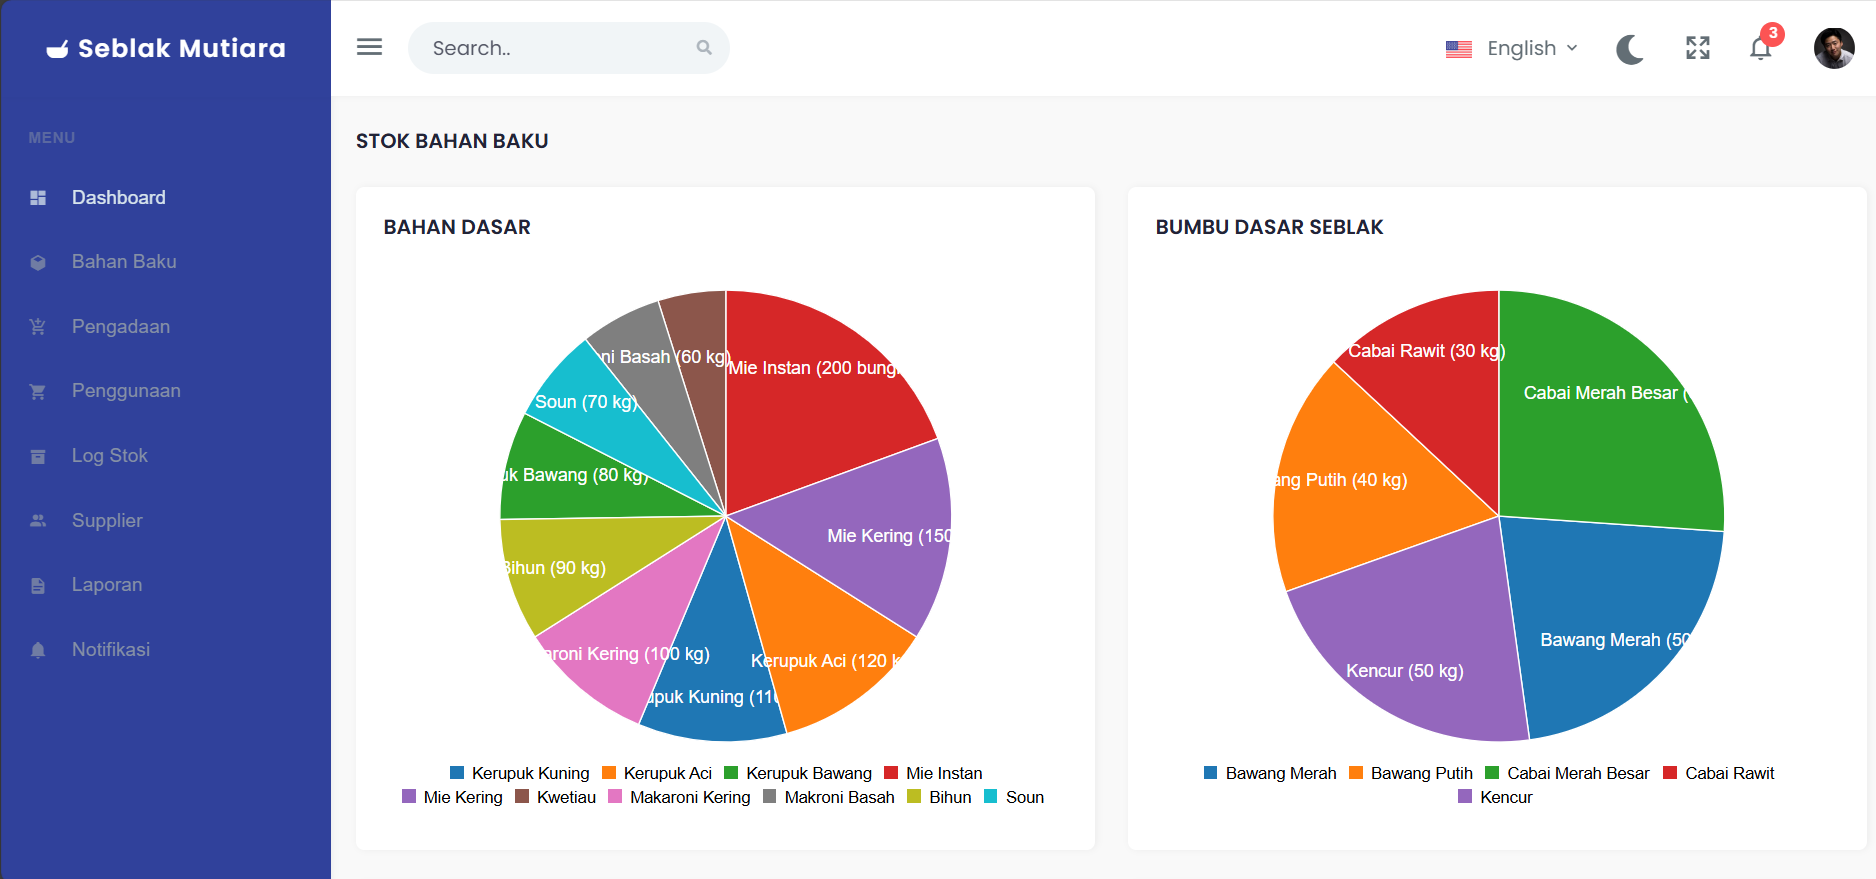 Seblak Mutiara
Search..
English
3
MENU
Dashboard
Bahan Baku
Pengadaan
Penggunaan
Log Stok
Supplier
Laporan
Notifikasi
STOK BAHAN BAKU
BAHAN DASAR
ni Basah (60 kg)
Mie Instan (200 bung
Soun (70 kg)
uk Bawang (80 kg)
Mie Kering (150
Bihun (90 kg)
aroni Kering (100 kg)
Kerupuk Aci (120 k
upuk Kuning (110
Kerupuk Kuning Kerupuk Aci Kerupuk Bawang Mie Instan
Mie Kering Kwetiau Makaroni Kering Makroni Basah Bihun Soun
BUMBU DASAR SEBLAK
Cabai Rawit (30 kg)
Cabai Merah Besar (
ang Putih (40 kg)
Bawang Merah (50
Kencur (50 kg)
Bawang Merah Bawang Putih Cabai Merah Besar Cabai Rawit
Kencur